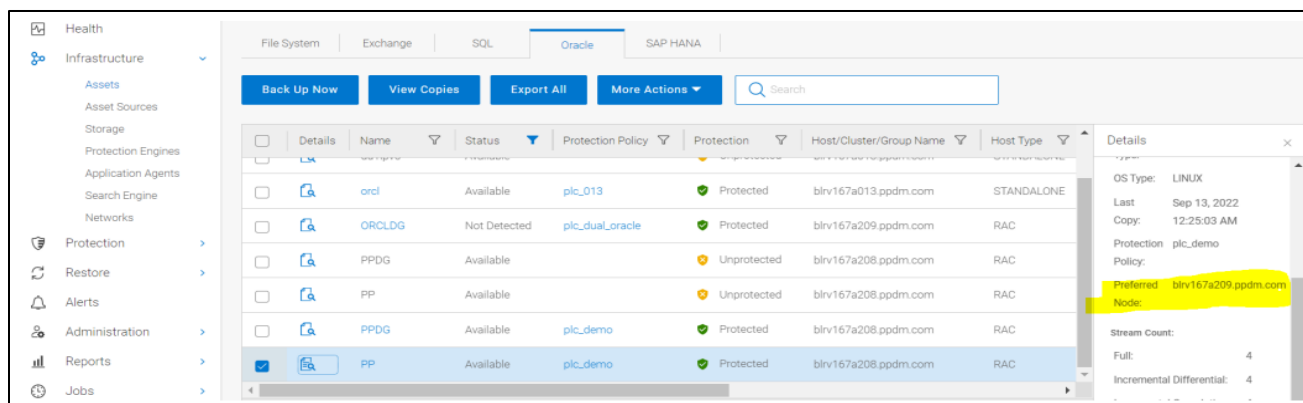 Health
Infrastructure
Assets
Asset Sources
Storage
Protection Engines
Application Agents
Search Engine
Networks
Protection
Restore
Alerts
Administration
Reports
Jobs
File System Exchange SQL Oracle SAP HANA
Back Up Now View Copies Export All More Actions Search
Details Name Status Protection Policy Protection Host/Cluster/Group Name Host Type
orcl Available plc_013 Protected blrv167a013.ppdm.com STANDALONE
ORCLDG Not Detected plc_dual_oracle Protected blrv167a209.ppdm.com RAC
PPDG Available Unprotected blrv167a208.ppdm.com RAC
PP Available Unprotected blrv167a208.ppdm.com RAC
PPDG Available plc_demo Protected blrv167a208.ppdm.com RAC
PP Available plc_demo Protected blrv167a208.ppdm.com RAC
Details
OS Type: LINUX
Last Sep 13, 2022
Copy: 12:25:03 AM
Protection plc_demo
Policy:
Preferred blrv167a209.ppdm.com
Node:
Stream Count:
Full: 4
Incremental Differential: 4